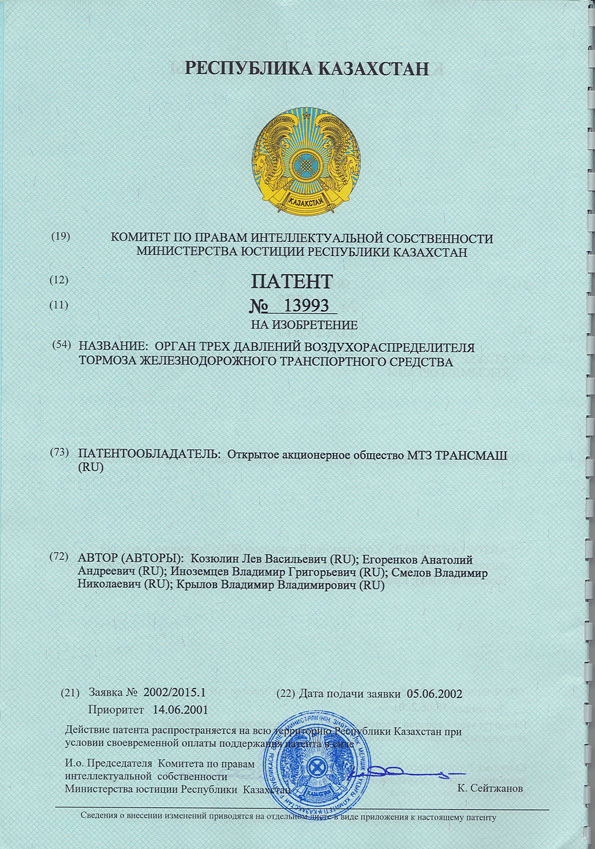 РЕСПУБЛИКА КАЗАХСТАН
ҚАЗАҚСТАН
(19) КОМИТЕТ ПО ПРАВАМ ИНТЕЛЛЕКТУАЛЬНОЙ СОБСТВЕННОСТИ
МИНИСТЕРСТВА ЮСТИЦИИ РЕСПУБЛИКИ КАЗАХСТАН
(12) ПАТЕНТ
(11) № 13993
НА ИЗОБРЕТЕНИЕ
(54) НАЗВАНИЕ: ОРГАН ТРЕХ ДАВЛЕНИЙ ВОЗДУХОРАСПРЕДЕЛИТЕЛЯ
ТОРМОЗА ЖЕЛЕЗНОДОРОЖНОГО ТРАНСПОРТНОГО СРЕДСТВА
(73) ПАТЕНТООБЛАДАТЕЛЬ: Открытое акционерное общество МТЗ ТРАНСМАШ
(RU)
(72) АВТОР (АВТОРЫ): Козюлин Лев Васильевич (RU); Егоренков Анатолий
Андреевич (RU); Иноземцев Владимир Григорьевич (RU); Смелов Владимир
Николаевич (RU); Крылов Владимир Владимирович (RU)
(21) Заявка № 2002/2015.1 (22) Дата подачи заявки 05.06.2002
Приоритет 14.06.2001
Действие патента распространяется на всю территорию Республики Казахстан при
условии своевременной оплаты поддержания патента в силе
И.о. Председателя Комитета по правам
интеллектуальной собственности
Министерства юстиции Республики Казахстан К. Сейтжанов
Сведения о внесении изменений приводятся на отдельном листе в виде приложения к настоящему патенту